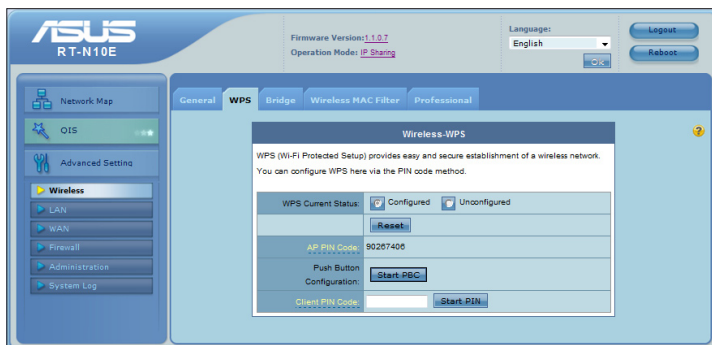 ASUS
RT-N10E
Firmware Version:1.1.0.7
Operation Mode: IP Sharing
Language:
English
OK
Logout
Reboot
Network Map
QIS
Advanced Setting
Wireless
LAN
WAN
Firewall
Administration
System Log
General WPS Bridge Wireless MAC Filter Professional
Wireless-WPS
WPS (Wi-Fi Protected Setup) provides easy and secure establishment of a wireless network.
You can configure WPS here via the PIN code method.
WPS Current Status: Configured Unconfigured
Reset
AP PIN Code: 90267406
Push Button
Configuration: Start PBC
Client PIN Code: Start PIN
?